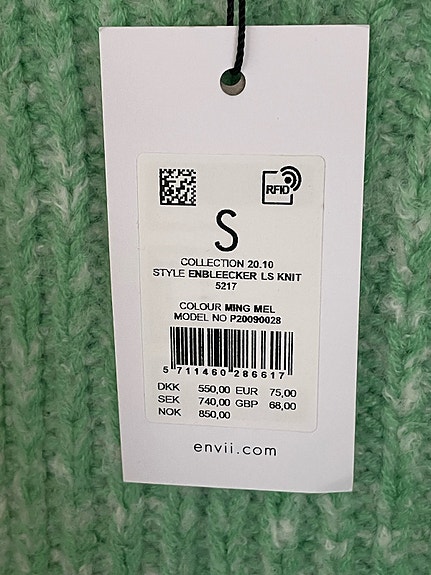 RFID
S
COLLECTION 20.10
STYLE ENBLEECKER LS KNIT
5217
COLOUR MING MEL
MODEL NO P20090028
5 711460 286617
DKK 550,00 EUR 75,00
SEK 740,00 GBP 68,00
NOK 850,00
envii.com